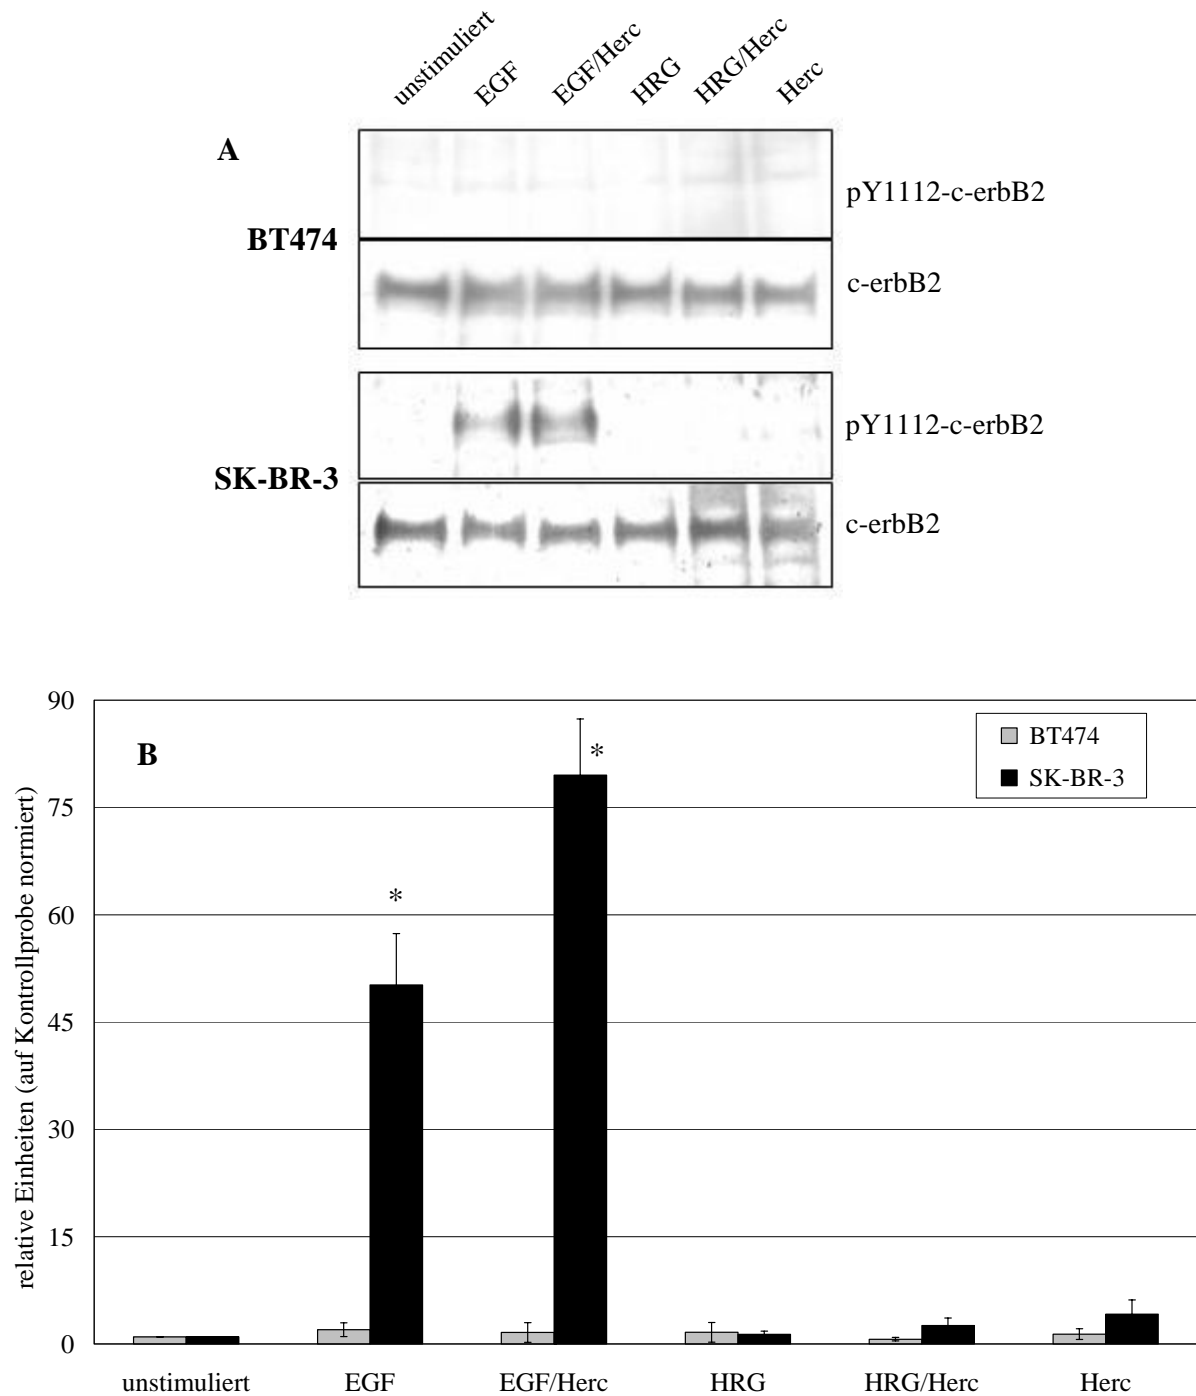 unstimuliert
EGF
EGF/Herc
HRG
HRG/Herc
Herc
A
BT474
pY1112-c-erbB2
c-erbB2
SK-BR-3
pY1112-c-erbB2
c-erbB2
B
BT474
SK-BR-3
relative Einheiten (auf Kontrollprobe normiert)
90
75
60
45
30
15
0
*
*
unstimuliert EGF EGF/Herc HRG HRG/Herc Herc